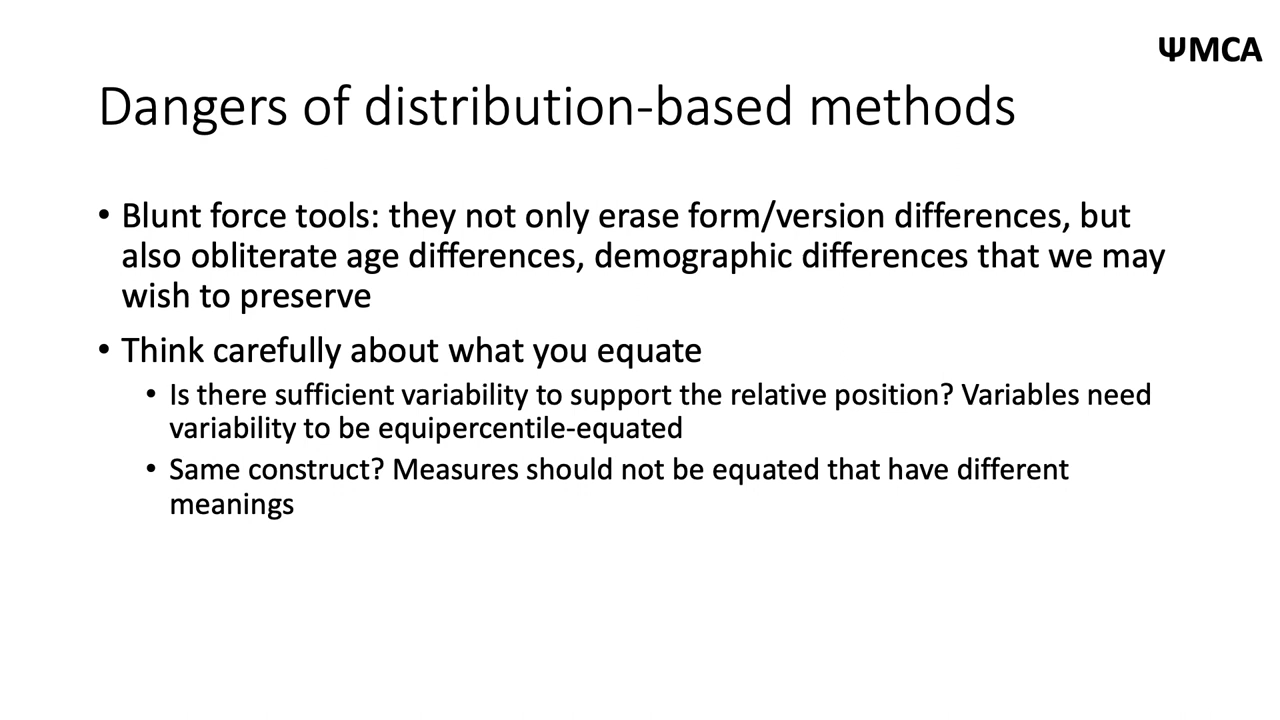 ΨMCA
Dangers of distribution-based methods
• Blunt force tools: they not only erase form/version differences, but
also obliterate age differences, demographic differences that we may
wish to preserve
• Think carefully about what you equate
• Is there sufficient variability to support the relative position? Variables need
variability to be equipercentile-equated
• Same construct? Measures should not be equated that have different
meanings